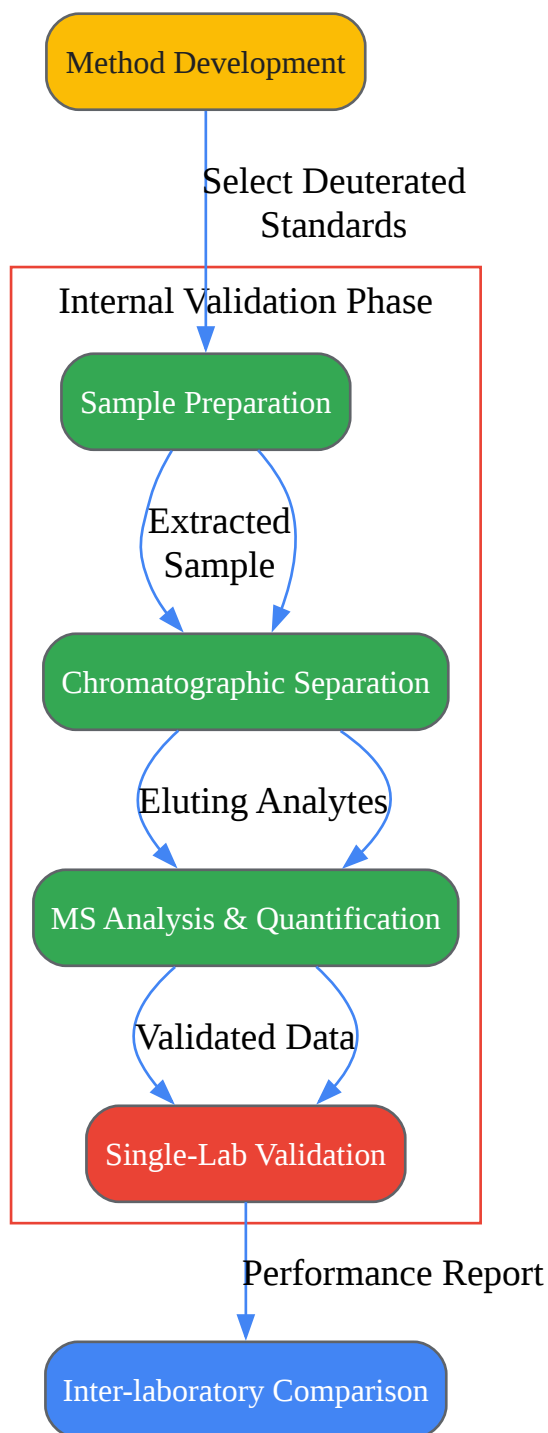 Method Development
Select Deuterated
Standards
Internal Validation Phase
Sample Preparation
Extracted
Sample
Chromatographic Separation
Eluting Analytes
MS Analysis & Quantification
Validated Data
Single-Lab Validation
Performance Report
Inter-laboratory Comparison